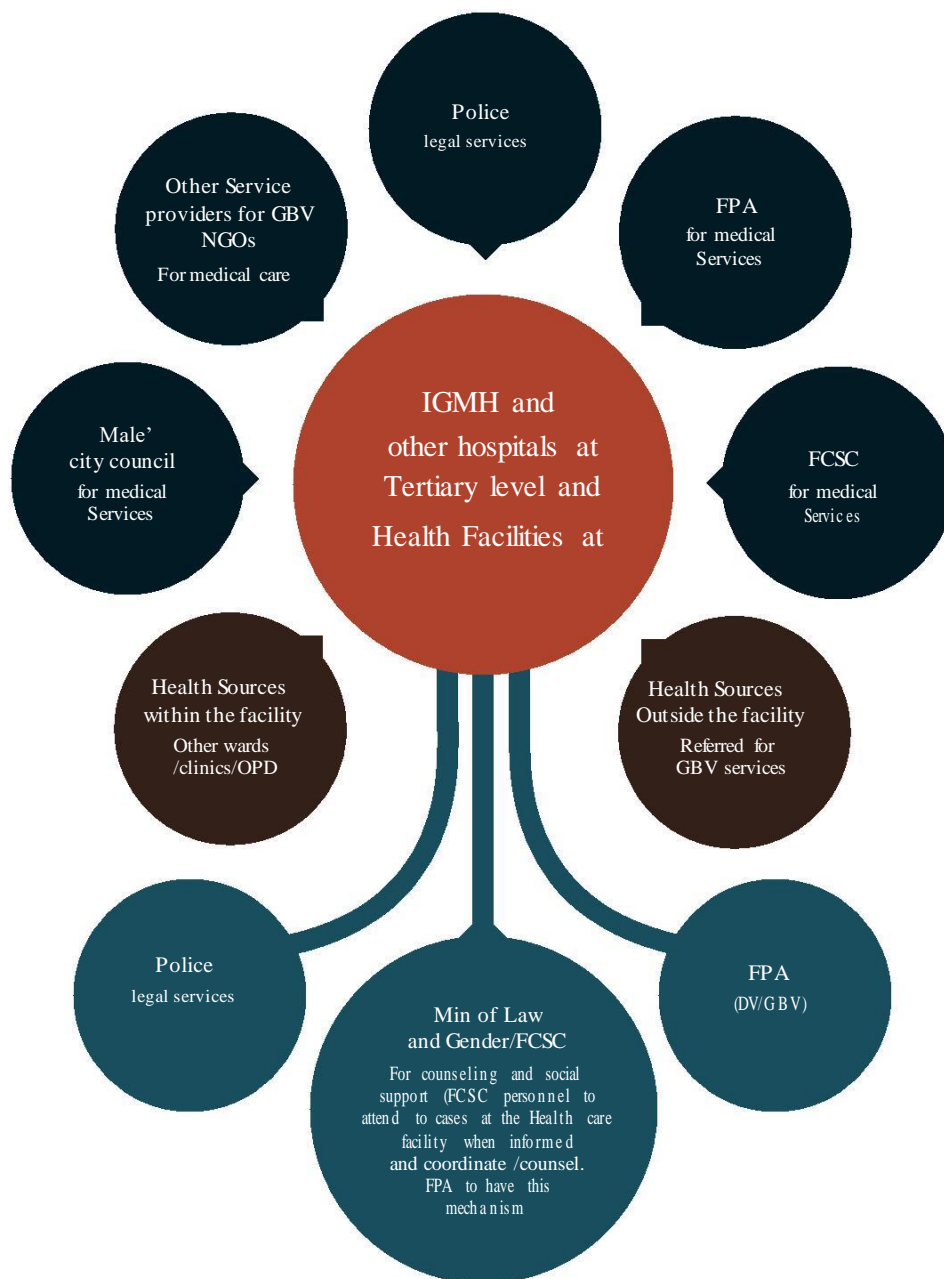 Police
legal services
Other Service
providers for GBV
NGOs
For medical care
FPA
for medical
Services
Male’
city council
for medical
Services
IGMH and
other hospitals at
Tertiary level and
Health Facilities at
FCSC
for medical
Services
Health Sources
within the facility
Other wards
/clinics/OPD
Health Sources
Outside the facility
Referred for
GBV services
Police
legal services
Min of Law
and Gender/FCSC
For counseling and social
support (FCSC personnel to
attend to cases at the Health care
facility when informed
and coordinate /counsel.
FPA to have this
mechanism
FPA
(DV/GBV)